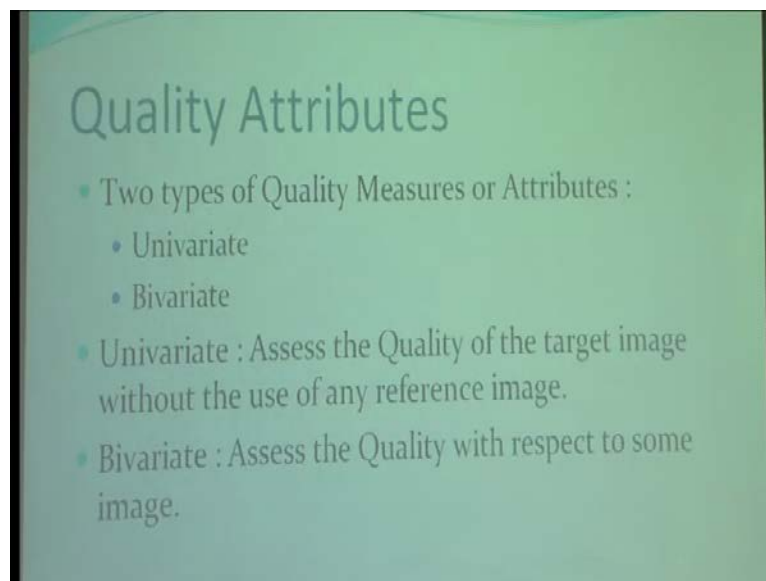 Quality Attributes
• Two types of Quality Measures or Attributes :
• Univariate
• Bivariate
• Univariate : Assess the Quality of the target image
without the use of any reference image.
• Bivariate : Assess the Quality with respect to some
image.